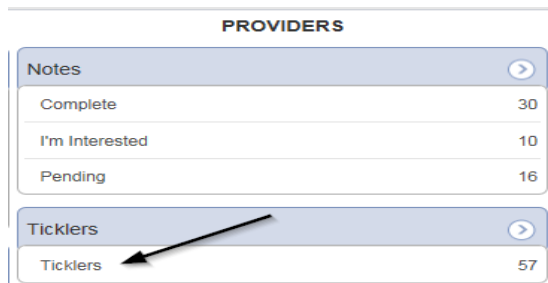 PROVIDERS
Notes
Complete 30
I'm Interested 10
Pending 16
Ticklers
Ticklers 57